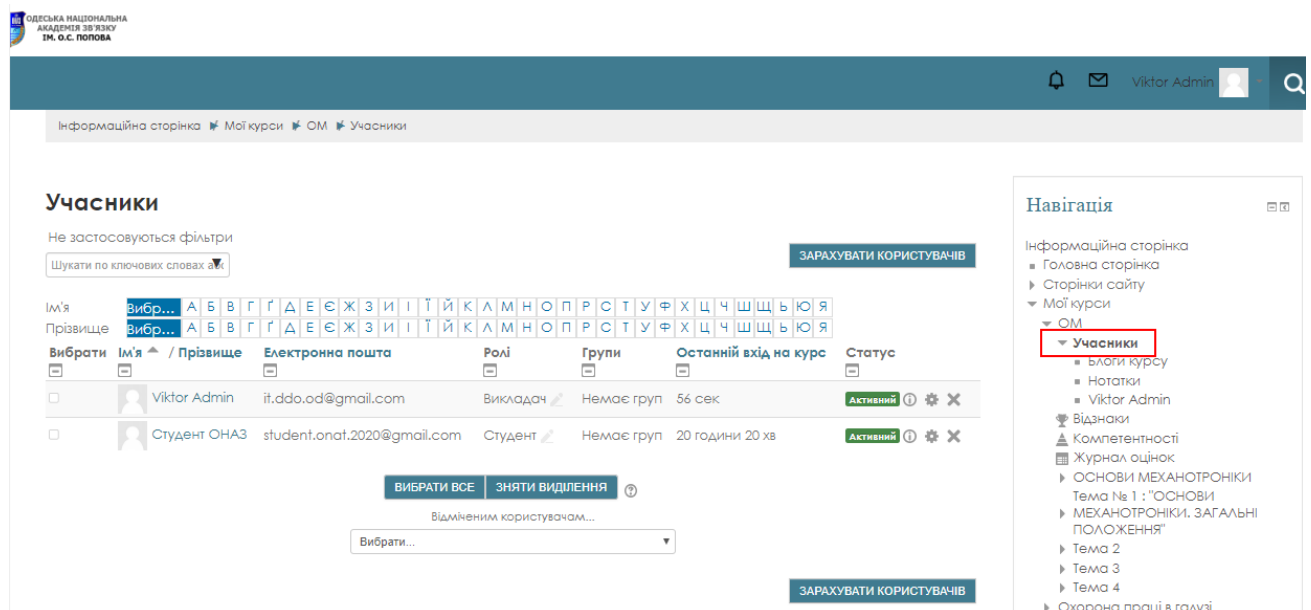 ОДЕСЬКА НАЦІОНАЛЬНА
АКАДЕМІЯ ЗВ'ЯЗКУ
ІМ. О.С. ПОПОВА
Viktor Admin
Інформаційна сторінка Мої курси ОМ Учасники
Учасники
Не застосовуються фільтри
Шукати по ключових словах а
ЗАРАХУВАТИ КОРИСТУВАЧІВ
Ім'я Вибр... А Б В Г Ґ Д Е Є Ж З И І Ї Й К Л М Н О П Р С Т У Ф Х Ц Ч Ш Щ Ь Ю Я
Прізвище Вибр... А Б В Г Ґ Д Е Є Ж З И І Ї Й К Л М Н О П Р С Т У Ф Х Ц Ч Ш Щ Ь Ю Я
Вибрати Ім'я / Прізвище Електронна пошта Ролі Групи Останній вхід на курс Статус
Viktor Admin it.ddo.od@gmail.com Викладач Немає груп 56 сек Активний
Студент ОНАЗ student.onat.2020@gmail.com Студент Немає груп 20 години 20 хв Активний
ВИБРАТИ ВСЕ ЗНЯТИ ВИДІЛЕННЯ
Відміченим користувачам...
Вибрати...
ЗАРАХУВАТИ КОРИСТУВАЧІВ
Навігація
Інформаційна сторінка
Головна сторінка
Сторінки сайту
Мої курси
ОМ
Учасники
Блоги курсу
Нотатки
Viktor Admin
Відзнаки
Компетентності
Журнал оцінок
ОСНОВИ МЕХАНОТРОНІКИ
Тема № 1 : "ОСНОВИ
МЕХАНОТРОНІКИ. ЗАГАЛЬНІ
ПОЛОЖЕННЯ"
Тема 2
Тема 3
Тема 4
Охорона праці в галузі